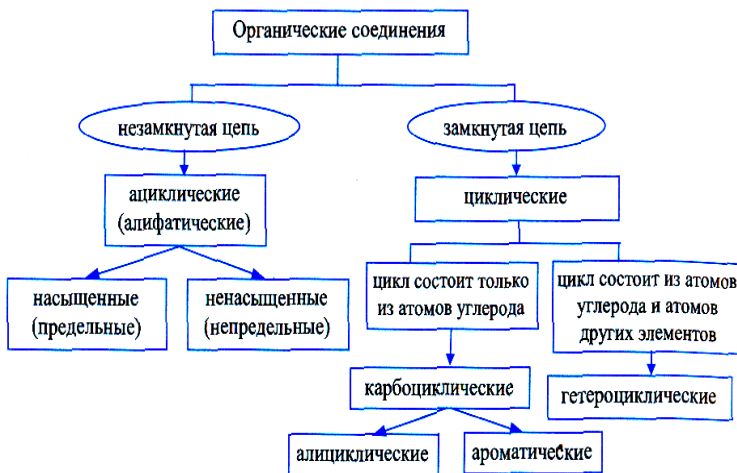 Органические соединения
незамкнутая цепь
замкнутая цепь
ациклические
(алифатические)
циклические
насыщенные
(предельные)
ненасыщенные
(непредельные)
цикл состоит только
из атомов углерода
цикл состоит из атомов
углерода и атомов
других элементов
карбоциклические
гетероциклические
алициклические
ароматические